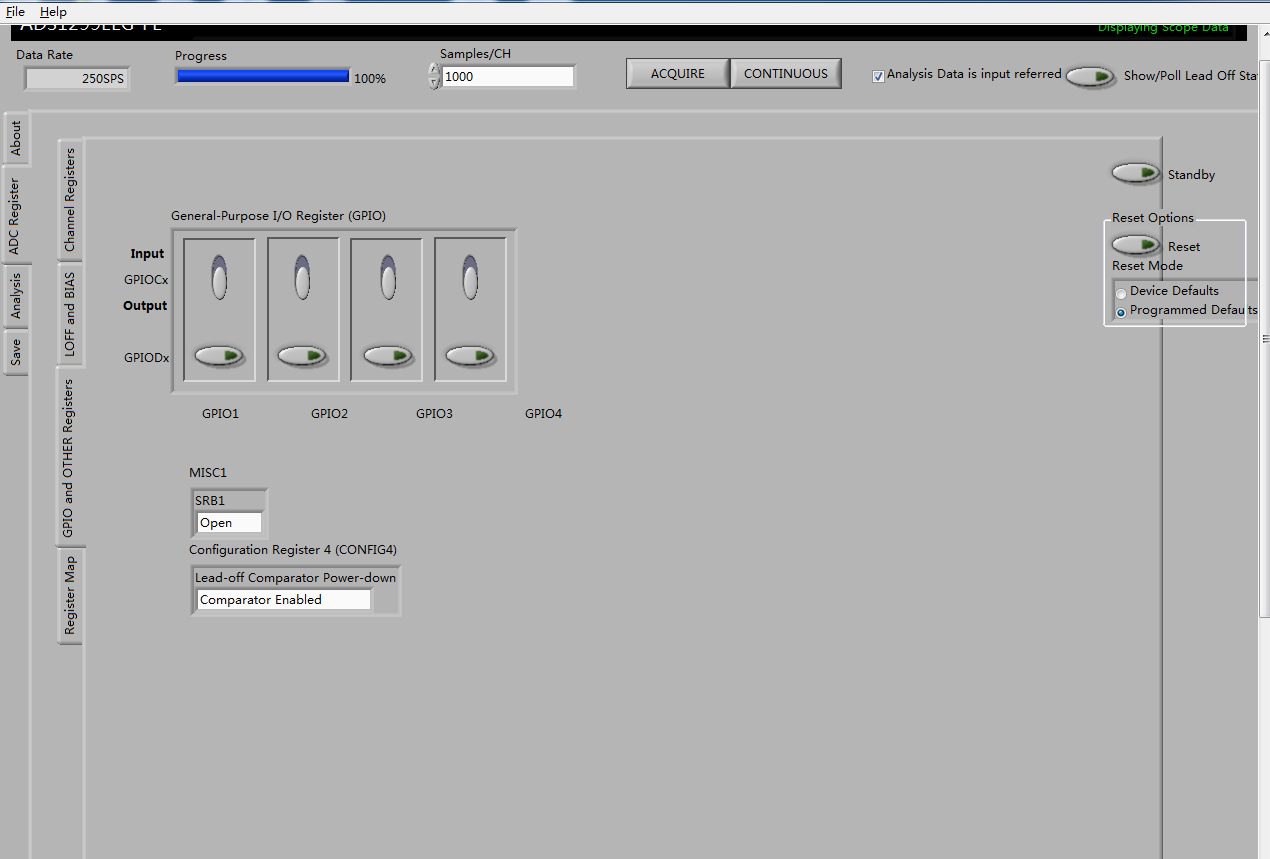 File Help
ADS1299EEG-FE
Displaying Scope Data
Data Rate
Progress
Samples/CH
250SPS
100%
1000
ACQUIRE
CONTINUOUS
Analysis Data is input referred
Show/Poll Lead Off Sta
About
ADC Register
Analysis
Save
Channel Registers
LOFF and BIAS
GPIO and OTHER Registers
Register Map
Standby
Reset Options
Reset
Reset Mode
Device Defaults
Programmed Defaults
General-Purpose I/O Register (GPIO)
Input
GPIOCx
Output
GPIODx
GPIO1 GPIO2 GPIO3 GPIO4
MISC1
SRB1
Open
Configuration Register 4 (CONFIG4)
Lead-off Comparator Power-down
Comparator Enabled